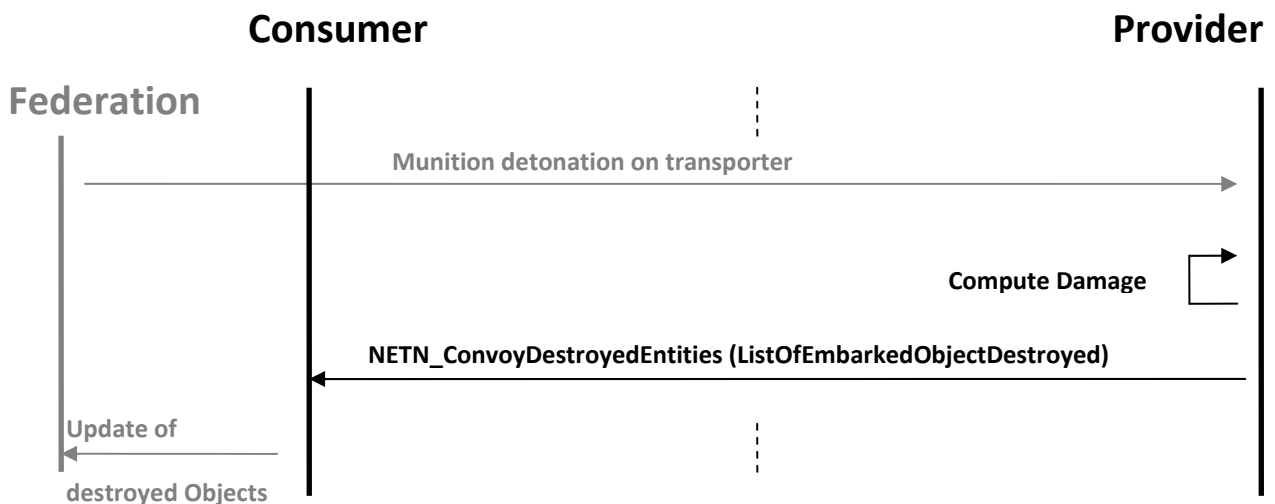 Consumer
Provider
Federation
Munition detonation on transporter
Compute Damage
NETN_ConvoyDestroyedEntities (ListOfEmbarkedObjectDestroyed)
Update of
destroyed Objects